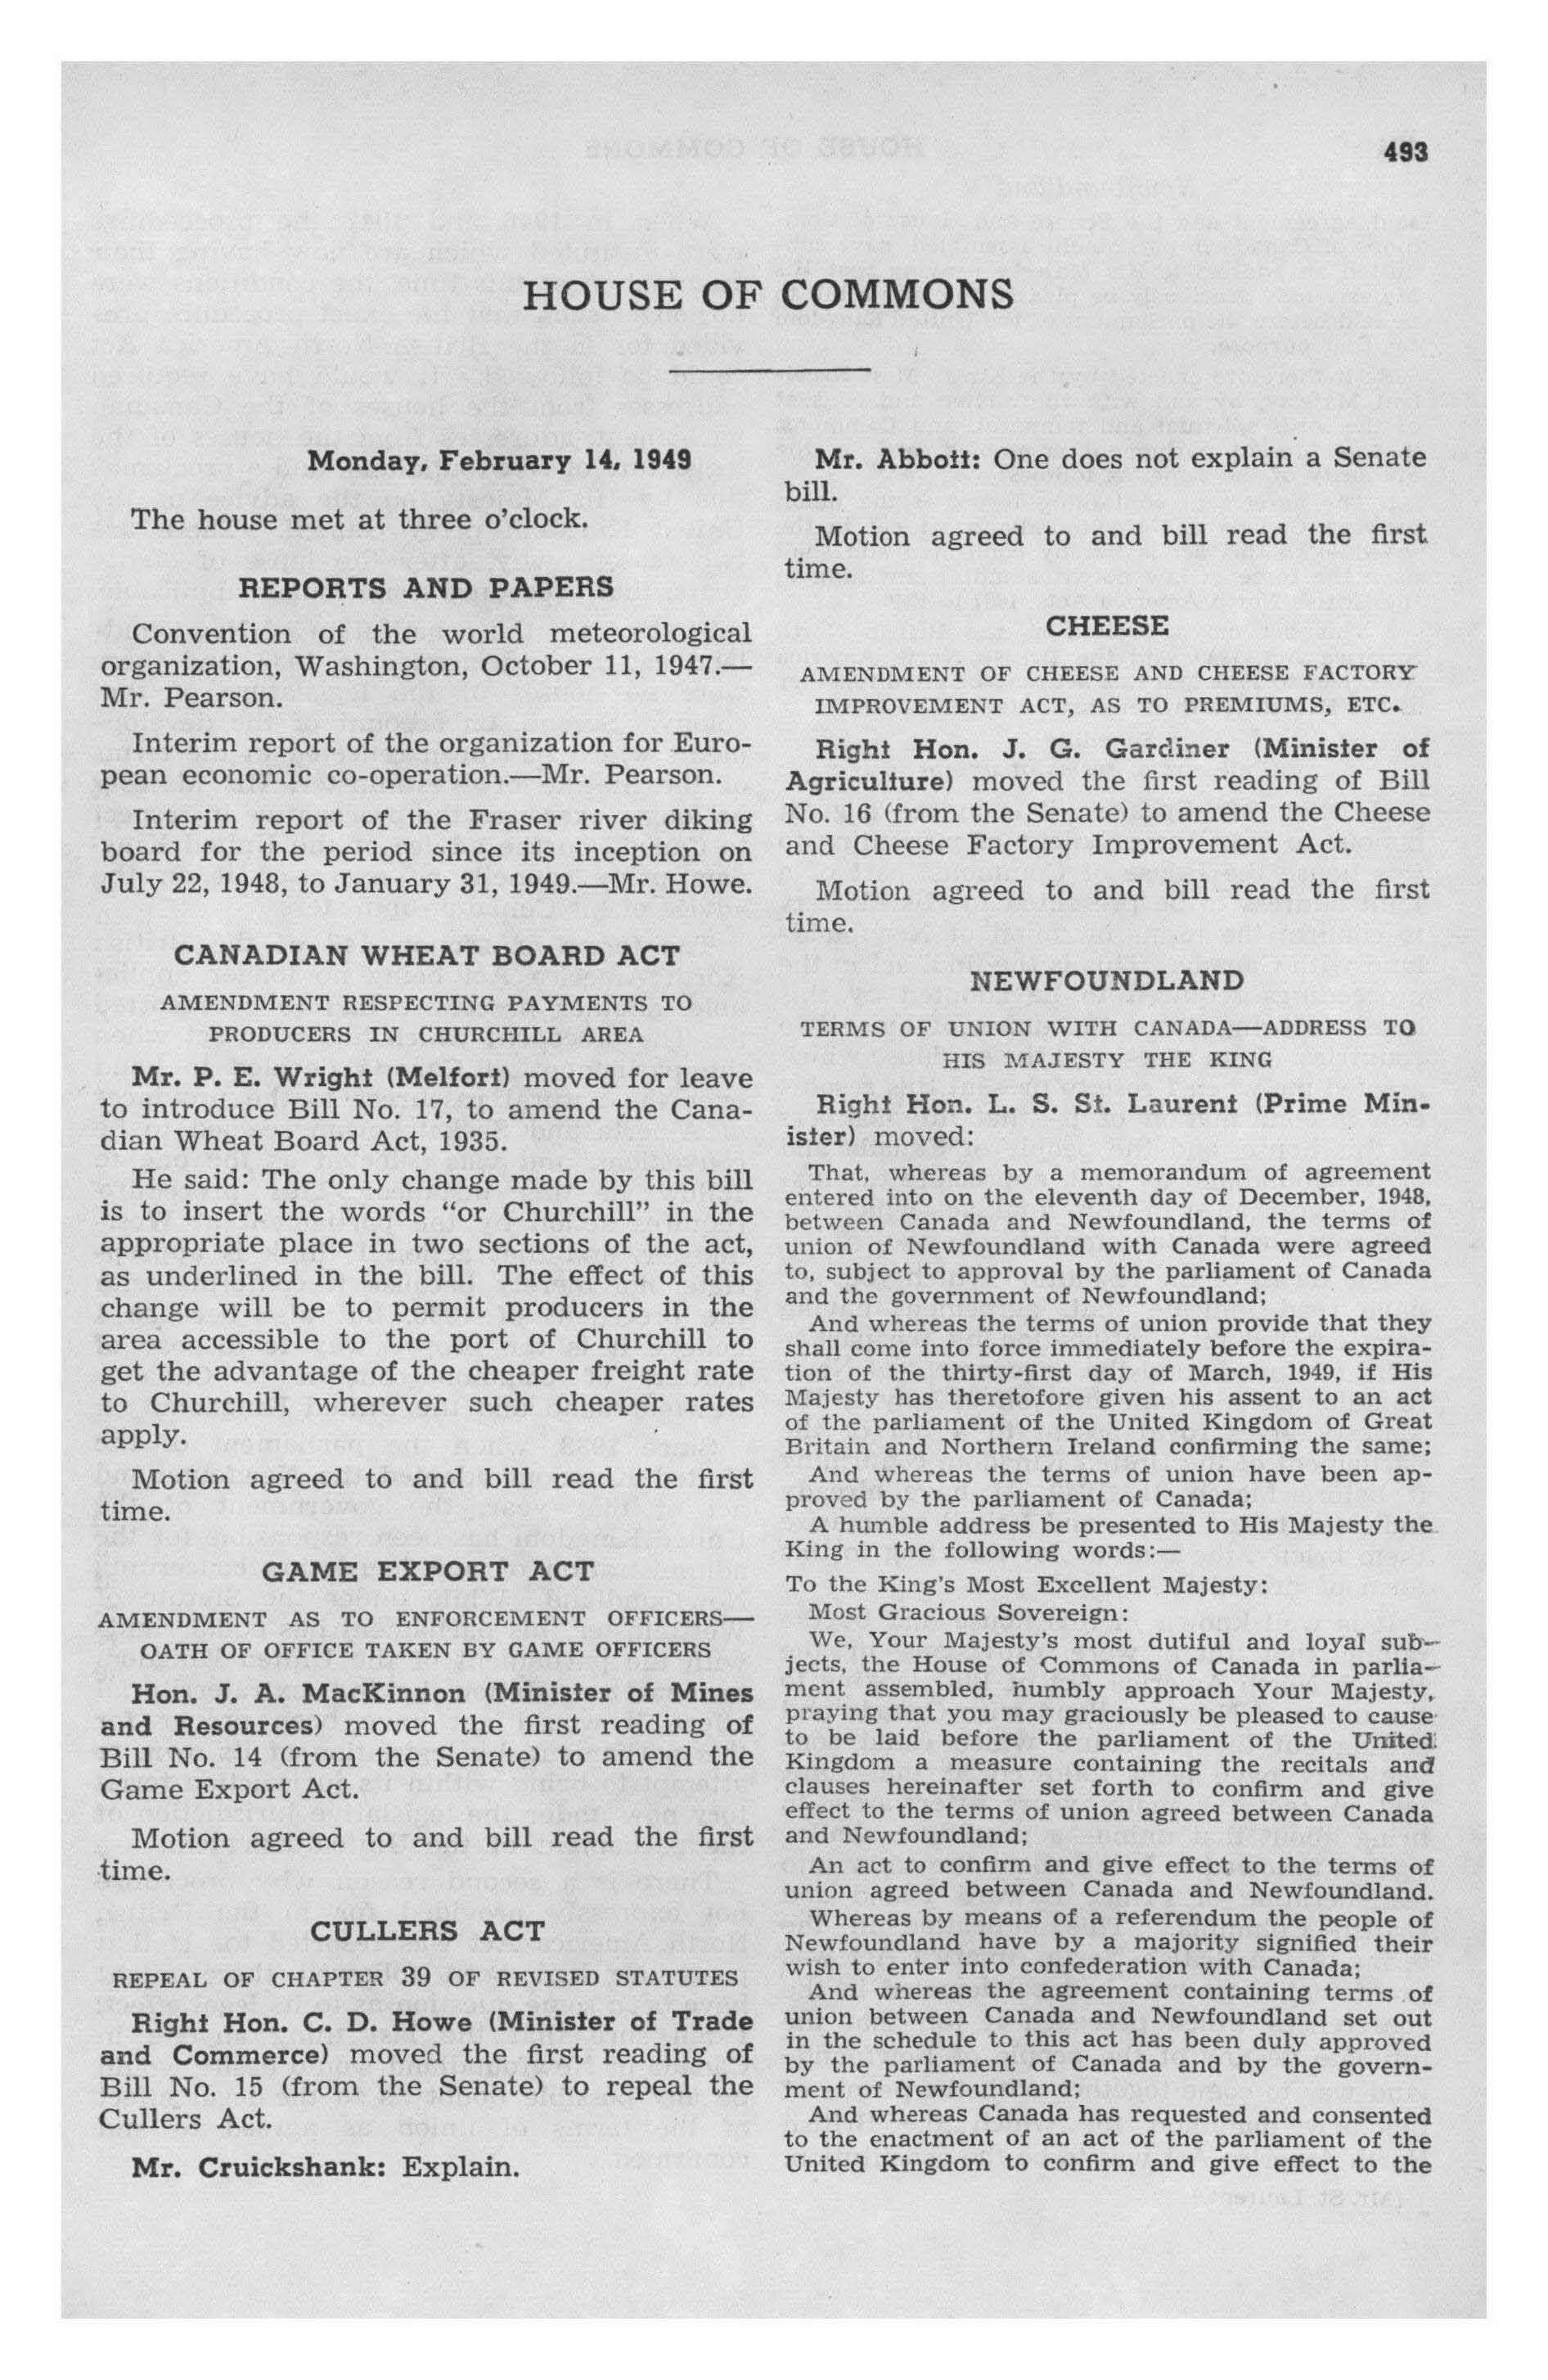 493
HOUSE OF COMMONS
Monday, February 14, 1949
The house met at three o'clock.
REPORTS AND PAPERS
Convention of the world meteorological
organization, Washington, October 11, 1947.—
Mr. Pearson.
Interim report of the organization for Euro-
pean economic co-operation.—Mr. Pearson.
Interim report of the Fraser river diking
board for the period since its inception on
July 22, 1948, to January 31, 1949.—Mr. Howe.
CANADIAN WHEAT BOARD ACT
AMENDMENT RESPECTING PAYMENTS TO
PRODUCERS IN CHURCHILL AREA
Mr. P. E. Wright (Melfort) moved for leave
to introduce Bill No. 17, to amend the Cana-
dian Wheat Board Act, 1935.
He said: The only change made by this bill
is to insert the words "or Churchill" in the
appropriate place in two sections of the act,
as underlined in the bill. The effect of this
change will be to permit producers in the
area accessible to the port of Churchill to
get the advantage of the cheaper freight rate
to Churchill, wherever such cheaper rates
apply.
Motion agreed to and bill read the first
time.
GAME EXPORT ACT
AMENDMENT AS TO ENFORCEMENT OFFICERS—
OATH OF OFFICE TAKEN BY GAME OFFICERS
Hon. J. A. MacKinnon (Minister of Mines
and Resources) moved the first reading of
Bill No. 14 (from the Senate) to amend the
Game Export Act.
Motion agreed to and bill read the first
time.
CULLERS ACT
REPEAL OF CHAPTER 39 OF REVISED STATUTES
Right Hon. C. D. Howe (Minister of Trade
and Commerce) moved the first reading of
Bill No. 15 (from the Senate) to repeal the
Cullers Act.
Mr. Cruickshank: Explain.
Mr. Abbott: One does not explain a Senate
bill.
Motion agreed to and bill read the first
time.
CHEESE
AMENDMENT OF CHEESE AND CHEESE FACTORY
IMPROVEMENT ACT, AS TO PREMIUMS, ETC.
Right Hon. J. G. Gardiner (Minister of
Agriculture) moved the first reading of Bill
No. 16 (from the Senate) to amend the Cheese
and Cheese Factory Improvement Act.
Motion agreed to and bill read the first
time.
NEWFOUNDLAND
TERMS OF UNION WITH CANADA—ADDRESS TO
HIS MAJESTY THE KING
Right Hon. L. S. St. Laurent (Prime Min-
ister) moved:
That, whereas by a memorandum of agreement
entered into on the eleventh day of December, 1948,
between Canada and Newfoundland, the terms of
union of Newfoundland with Canada were agreed
to, subject to approval by the parliament of Canada
and the government of Newfoundland;
And whereas the terms of union provide that they
shall come into force immediately before the expira-
tion of the thirty-first day of March, 1949, if His
Majesty has theretofore given his assent to an act
of the parliament of the United Kingdom of Great
Britain and Northern Ireland confirming the same;
And whereas the terms of union have been ap-
proved by the parliament of Canada;
A humble address be presented to His Majesty the
King in the following words:—
To the King's Most Excellent Majesty:
Most Gracious Sovereign:
We, Your Majesty's most dutiful and loyal sub-
jects, the House of Commons of Canada in parlia-
ment assembled, humbly approach Your Majesty,
praying that you may graciously be pleased to cause
to be laid before the parliament of the United
Kingdom a measure containing the recitals and
clauses hereinafter set forth to confirm and give
effect to the terms of union agreed between Canada
and Newfoundland;
An act to confirm and give effect to the terms of
union agreed between Canada and Newfoundland.
Whereas by means of a referendum the people of
Newfoundland have by a majority signified their
wish to enter into confederation with Canada;
And whereas the agreement containing terms of
union between Canada and Newfoundland set out
in the schedule to this act has been duly approved
by the parliament of Canada and by the govern-
ment of Newfoundland;
And whereas Canada has requested and consented
to the enactment of an act of the parliament of the
United Kingdom to confirm and give effect to the